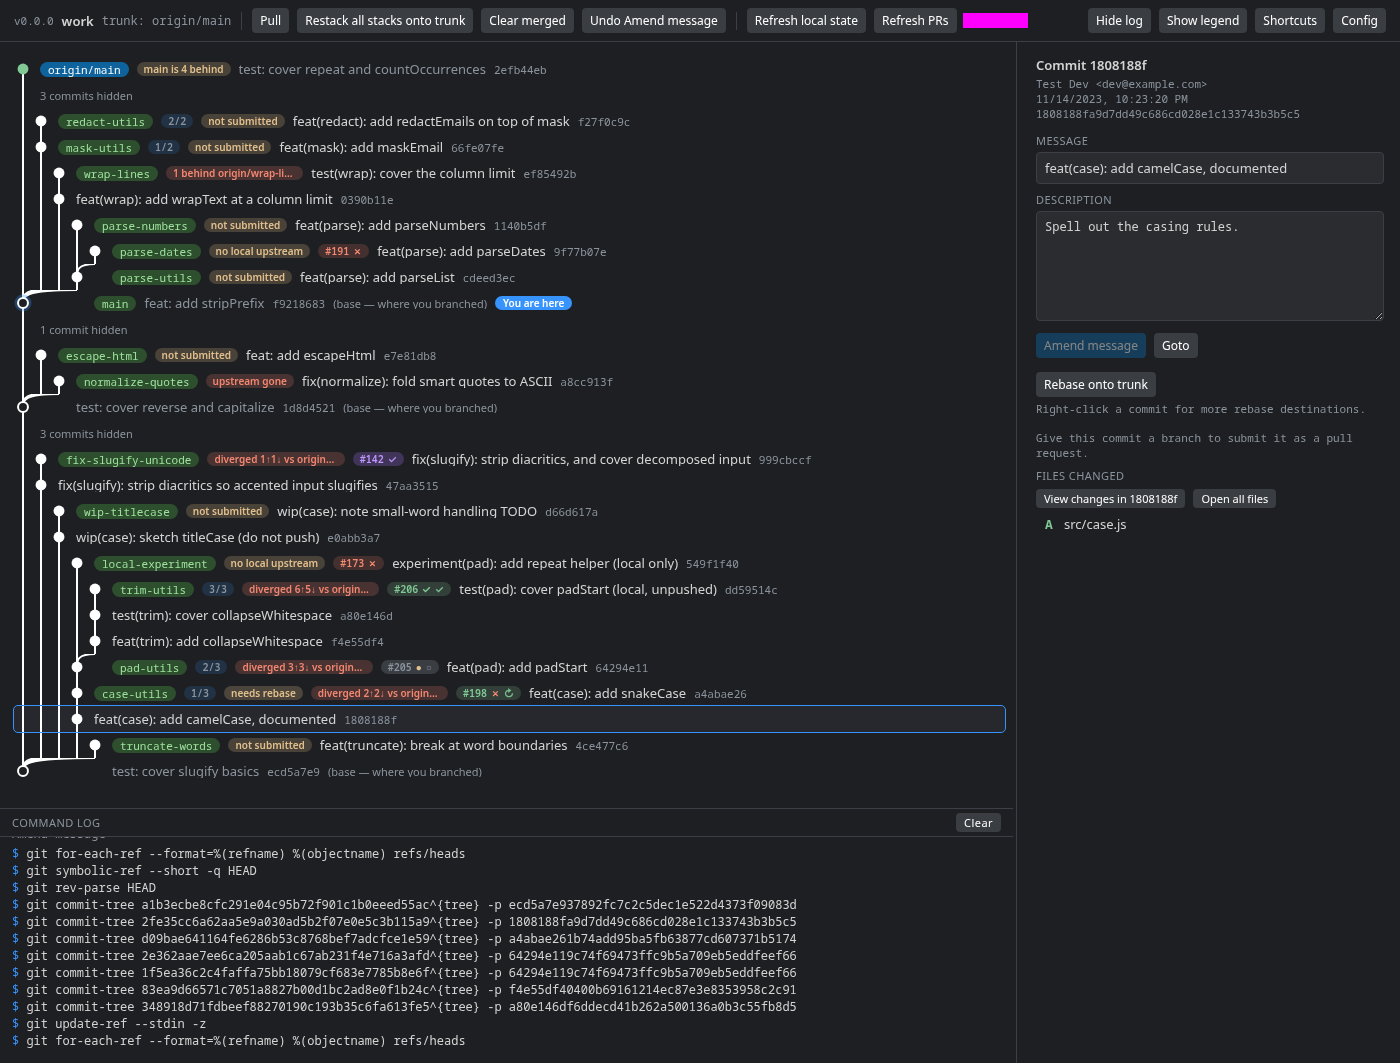 v0.0.0 work trunk: origin/main Pull Restack all stacks onto trunk Clear merged Undo Amend message Refresh local state Refresh PRs Hide log Show legend Shortcuts Config
origin/main main is 4 behind test: cover repeat and countOccurrences 2efb44eb
3 commits hidden
redact-utils 2/2 not submitted feat(redact): add redactEmails on top of mask f27f0c9c
mask-utils 1/2 not submitted feat(mask): add maskEmail 66fe07fe
wrap-lines 1 behind origin/wrap-li... test(wrap): cover the column limit ef85492b
feat(wrap): add wrapText at a column limit 0390b11e
parse-numbers not submitted feat(parse): add parseNumbers 1140b5df
parse-dates no local upstream #191 × feat(parse): add parseDates 9f77b07e
parse-utils not submitted feat(parse): add parseList cdeed3ec
main feat: add stripPrefix f9218683 (base — where you branched) You are here
1 commit hidden
escape-html not submitted feat: add escapeHtml e7e81db8
normalize-quotes upstream gone fix(normalize): fold smart quotes to ASCII a8cc913f
test: cover reverse and capitalize 1d8d4521 (base — where you branched)
3 commits hidden
fix-slugify-unicode diverged 1↑1↓ vs origin... #142 ✓ fix(slugify): strip diacritics, and cover decomposed input 999cbccf
fix(slugify): strip diacritics so accented input slugifies 47aa3515
wip-titlecase not submitted wip(case): note small-word handling TODO d66d617a
wip(case): sketch titleCase (do not push) e0abb3a7
local-experiment no local upstream #173 × experiment(pad): add repeat helper (local only) 549f1f40
trim-utils 3/3 diverged 6↑5↓ vs origin... #206 ✓ ✓ test(pad): cover padStart (local, unpushed) dd59514c
test(trim): cover collapseWhitespace a80e146d
feat(trim): add collapseWhitespace f4e55df4
pad-utils 2/3 diverged 3↑3↓ vs origin... #205 ● ○ feat(pad): add padStart 64294e11
case-utils 1/3 needs rebase diverged 2↑2↓ vs origin... #198 × ↻ feat(case): add snakeCase a4abae26
feat(case): add camelCase, documented 1808188f
truncate-words not submitted feat(truncate): break at word boundaries 4ce477c6
test: cover slugify basics ecd5a7e9 (base — where you branched)
COMMAND LOG Clear
$ git for-each-ref --format=%(refname) %(objectname) refs/heads
$ git symbolic-ref --short -q HEAD
$ git rev-parse HEAD
$ git commit-tree a1b3ecbe8cfc291e04c95b72f901c1b0eeed55ac^{tree} -p ecd5a7e937892fc7c2c5dec1e522d4373f09083d
$ git commit-tree 2fe35cc6a62aa5e9a030ad5b2f07e0e5c3b115a9^{tree} -p 1808188fa9d7dd49c686cd028e1c133743b3b5c5
$ git commit-tree d09bae641164fe6286b53c8768bef7adcfce1e59^{tree} -p a4abae261b74add95ba5fb63877cd607371b5174
$ git commit-tree 2e362aae7ee6ca205aab1c67ab231f4e716a3afd^{tree} -p 64294e119c74f69473ffc9b5a709eb5eddfeef66
$ git commit-tree 1f5ea36c2c4faffa75bb18079cf683e7785b8e6f^{tree} -p 64294e119c74f69473ffc9b5a709eb5eddfeef66
$ git commit-tree 83ea9d66571c7051a8827b00d1bc2ad8e0f1b24c^{tree} -p f4e55df40400b69161214ec87e3e8353958c2c91
$ git commit-tree 348918d71fdbeef88270190c193b35c6fa613fe5^{tree} -p a80e146df6ddecd41b262a500136a0b3c55fb8d5
$ git update-ref --stdin -z
$ git for-each-ref --format=%(refname) %(objectname) refs/heads
Commit 1808188f
Test Dev <dev@example.com>
11/14/2023, 10:23:20 PM
1808188fa9d7dd49c686cd028e1c133743b3b5c5
MESSAGE
feat(case): add camelCase, documented
DESCRIPTION
Spell out the casing rules.
Amend message Goto
Rebase onto trunk
Right-click a commit for more rebase destinations.
Give this commit a branch to submit it as a pull
request.
FILES CHANGED
View changes in 1808188f Open all files
A src/case.js